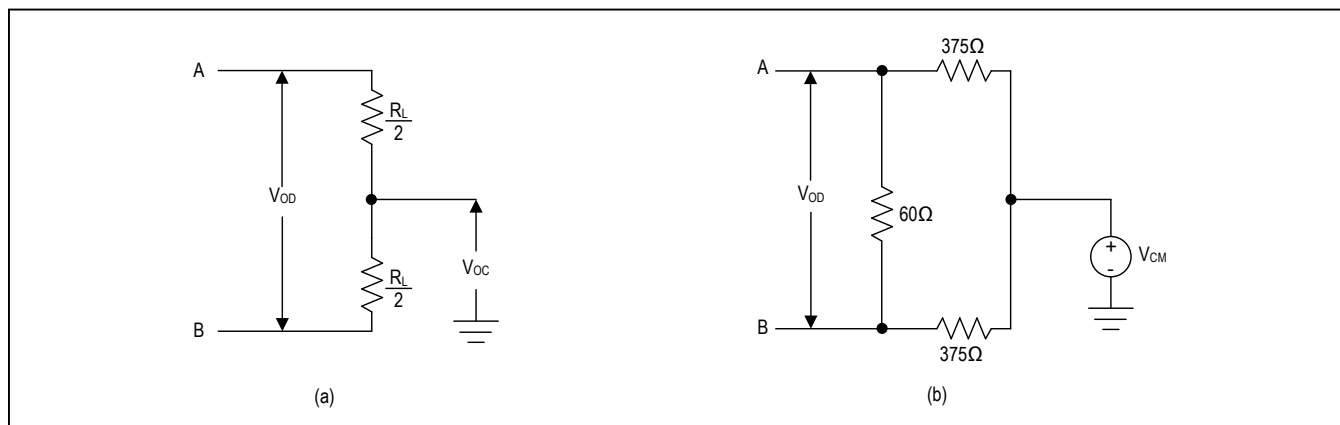 A
R_L
2
V_OD
R_L
2
V_OC
B
(a)
375Ω
A
V_OD
60Ω
+
-
V_CM
B
375Ω
(b)